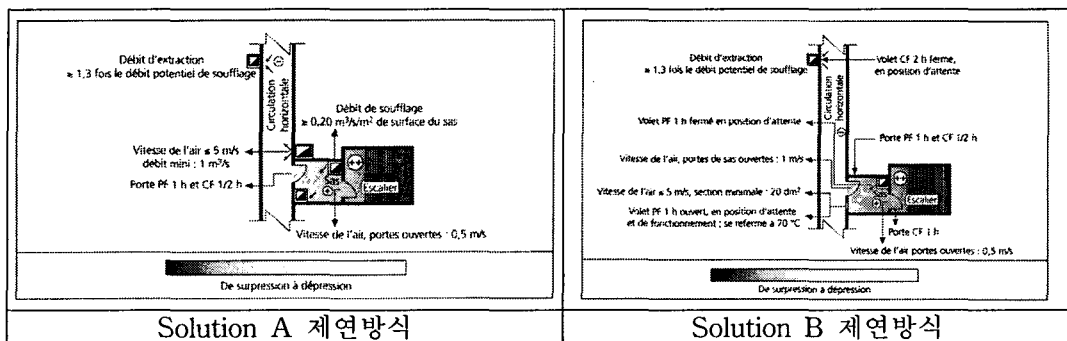 Débit d'extraction
≥ 1,3 fois le débit potentiel de soufflage
Circulation
horizontale
Débit de soufflage
≥ 0,20 m³/s/m² de surface du sas
Vitesse de l'air ≤ 5 m/s
débit mini : 1 m³/s
Porte PF 1 h et CF 1/2 h
Escalier
Vitesse de l'air, portes ouvertes : 0,5 m/s
De surpression à dépression
Solution A 제연방식
Débit d'extraction
≥ 1,3 fois le débit potentiel de soufflage
Volet CF 2 h ferme,
en position d'attente
Circulation
horizontale
Volet PF 1 h fermé en position d'attente
Porte PF 1 h et CF 1/2 h
Vitesse de l'air, portes de sas ouvertes : 1 m/s
Vitesse de l'air ≤ 5 m/s, section minimale : 20 dm²
Escalier
Volet PF 1 h ouvert, en position d'attente
et de fonctionnement ; se referme à 70 °C
Porte CF 1 h
Vitesse de l'air portes ouvertes : 0,5 m/s
De surpression à dépression
Solution B 제연방식